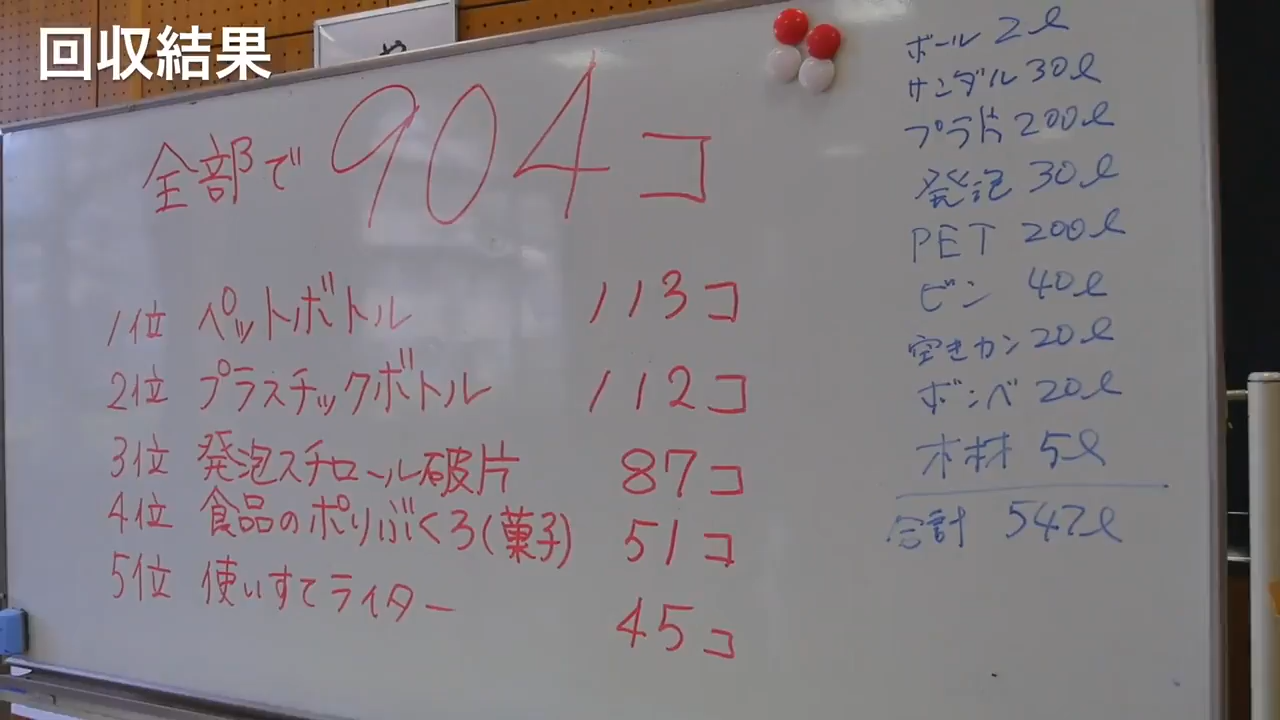 回収結果
全部で 904コ
1位 ペットボトル 113コ
2位 プラスチックボトル 112コ
3位 発泡スチロール破片 87コ
4位 食品のポリぶくろ(菓子) 51コ
5位 使いすてライター 45コ
ボール 2ℓ
サンダル 30ℓ
プラ片 200ℓ
発泡 30ℓ
PET 200ℓ
ビン 40ℓ
空きカン 20ℓ
ボンベ 20ℓ
木材 5ℓ
合計 547ℓ